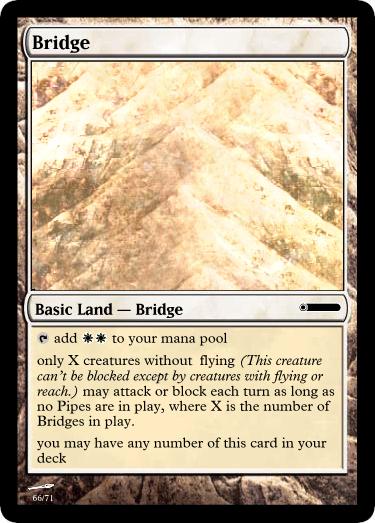 Bridge
Basic Land — Bridge
add to your mana pool
only X creatures without flying (This creature
can't be blocked except by creatures with flying or
reach.) may attack or block each turn as long as
no Pipes are in play, where X is the number of
Bridges in play.
you may have any number of this card in your
deck
66/71